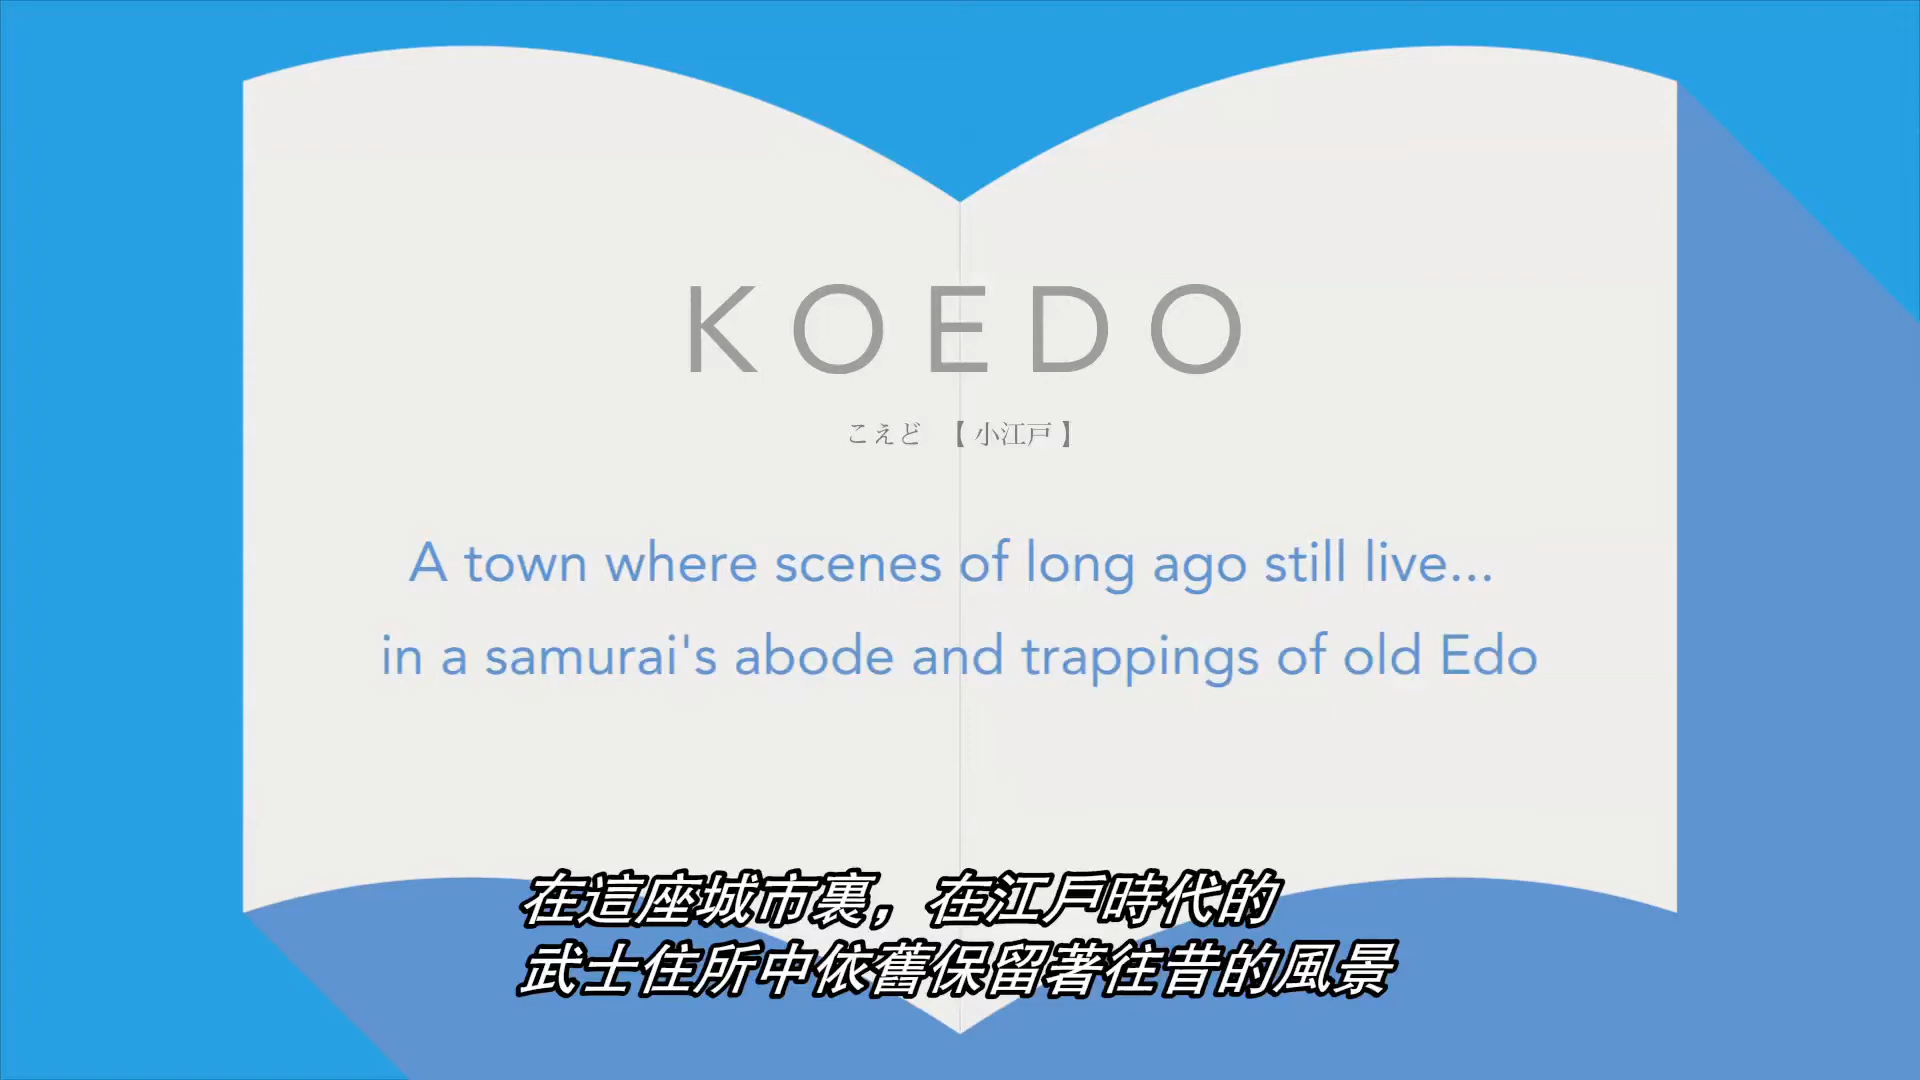 KOEDO
こえど 【小江戸】
A town where scenes of long ago still live...
in a samurai's abode and trappings of old Edo
在這座城市裏，在江戶時代的
武士住所中依舊保留著往昔的風景